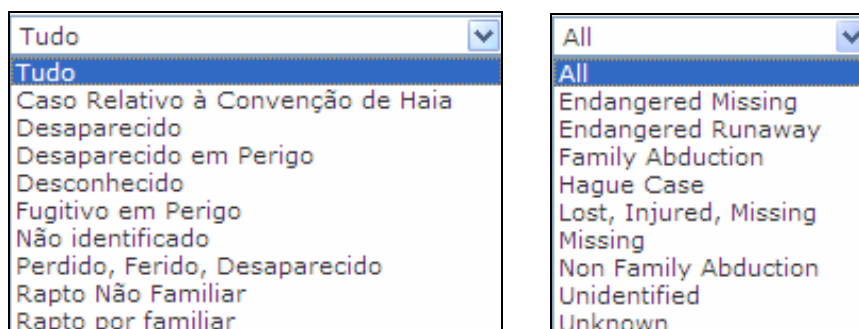 Tudo
Tudo
Caso Relativo à Convenção de Haia
Desaparecido
Desaparecido em Perigo
Desconhecido
Fugitivo em Perigo
Não identificado
Perdido, Ferido, Desaparecido
Rapto Não Familiar
Rapto por familiar
All
All
Endangered Missing
Endangered Runaway
Family Abduction
Hague Case
Lost, Injured, Missing
Missing
Non Family Abduction
Unidentified
Unknown